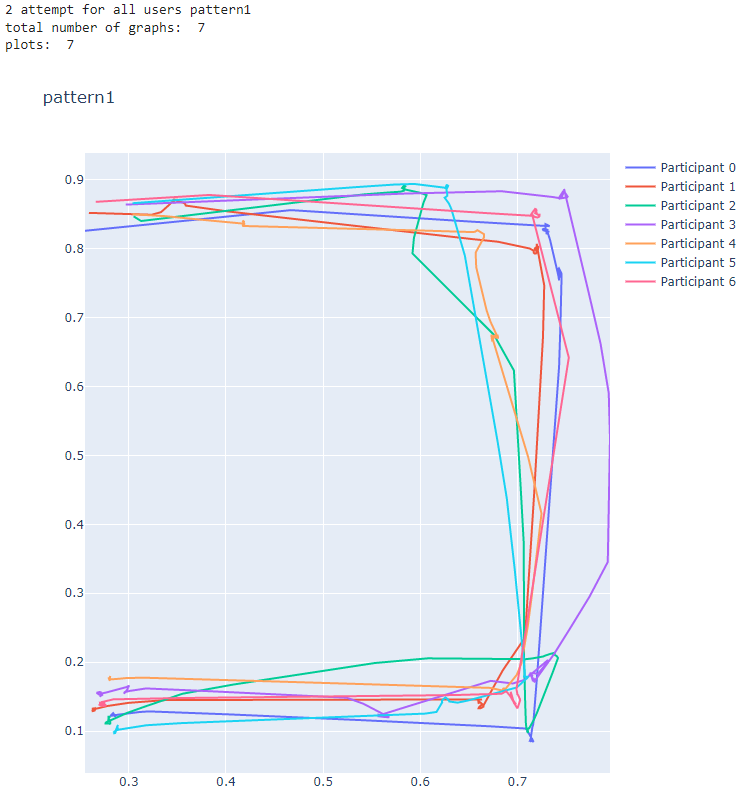 2 attempt for all users pattern1
total number of graphs:  7
plots:  7
pattern1
Participant 0
Participant 1
Participant 2
Participant 3
Participant 4
Participant 5
Participant 6
0.9
0.8
0.7
0.6
0.5
0.4
0.3
0.2
0.1
0.3 0.4 0.5 0.6 0.7